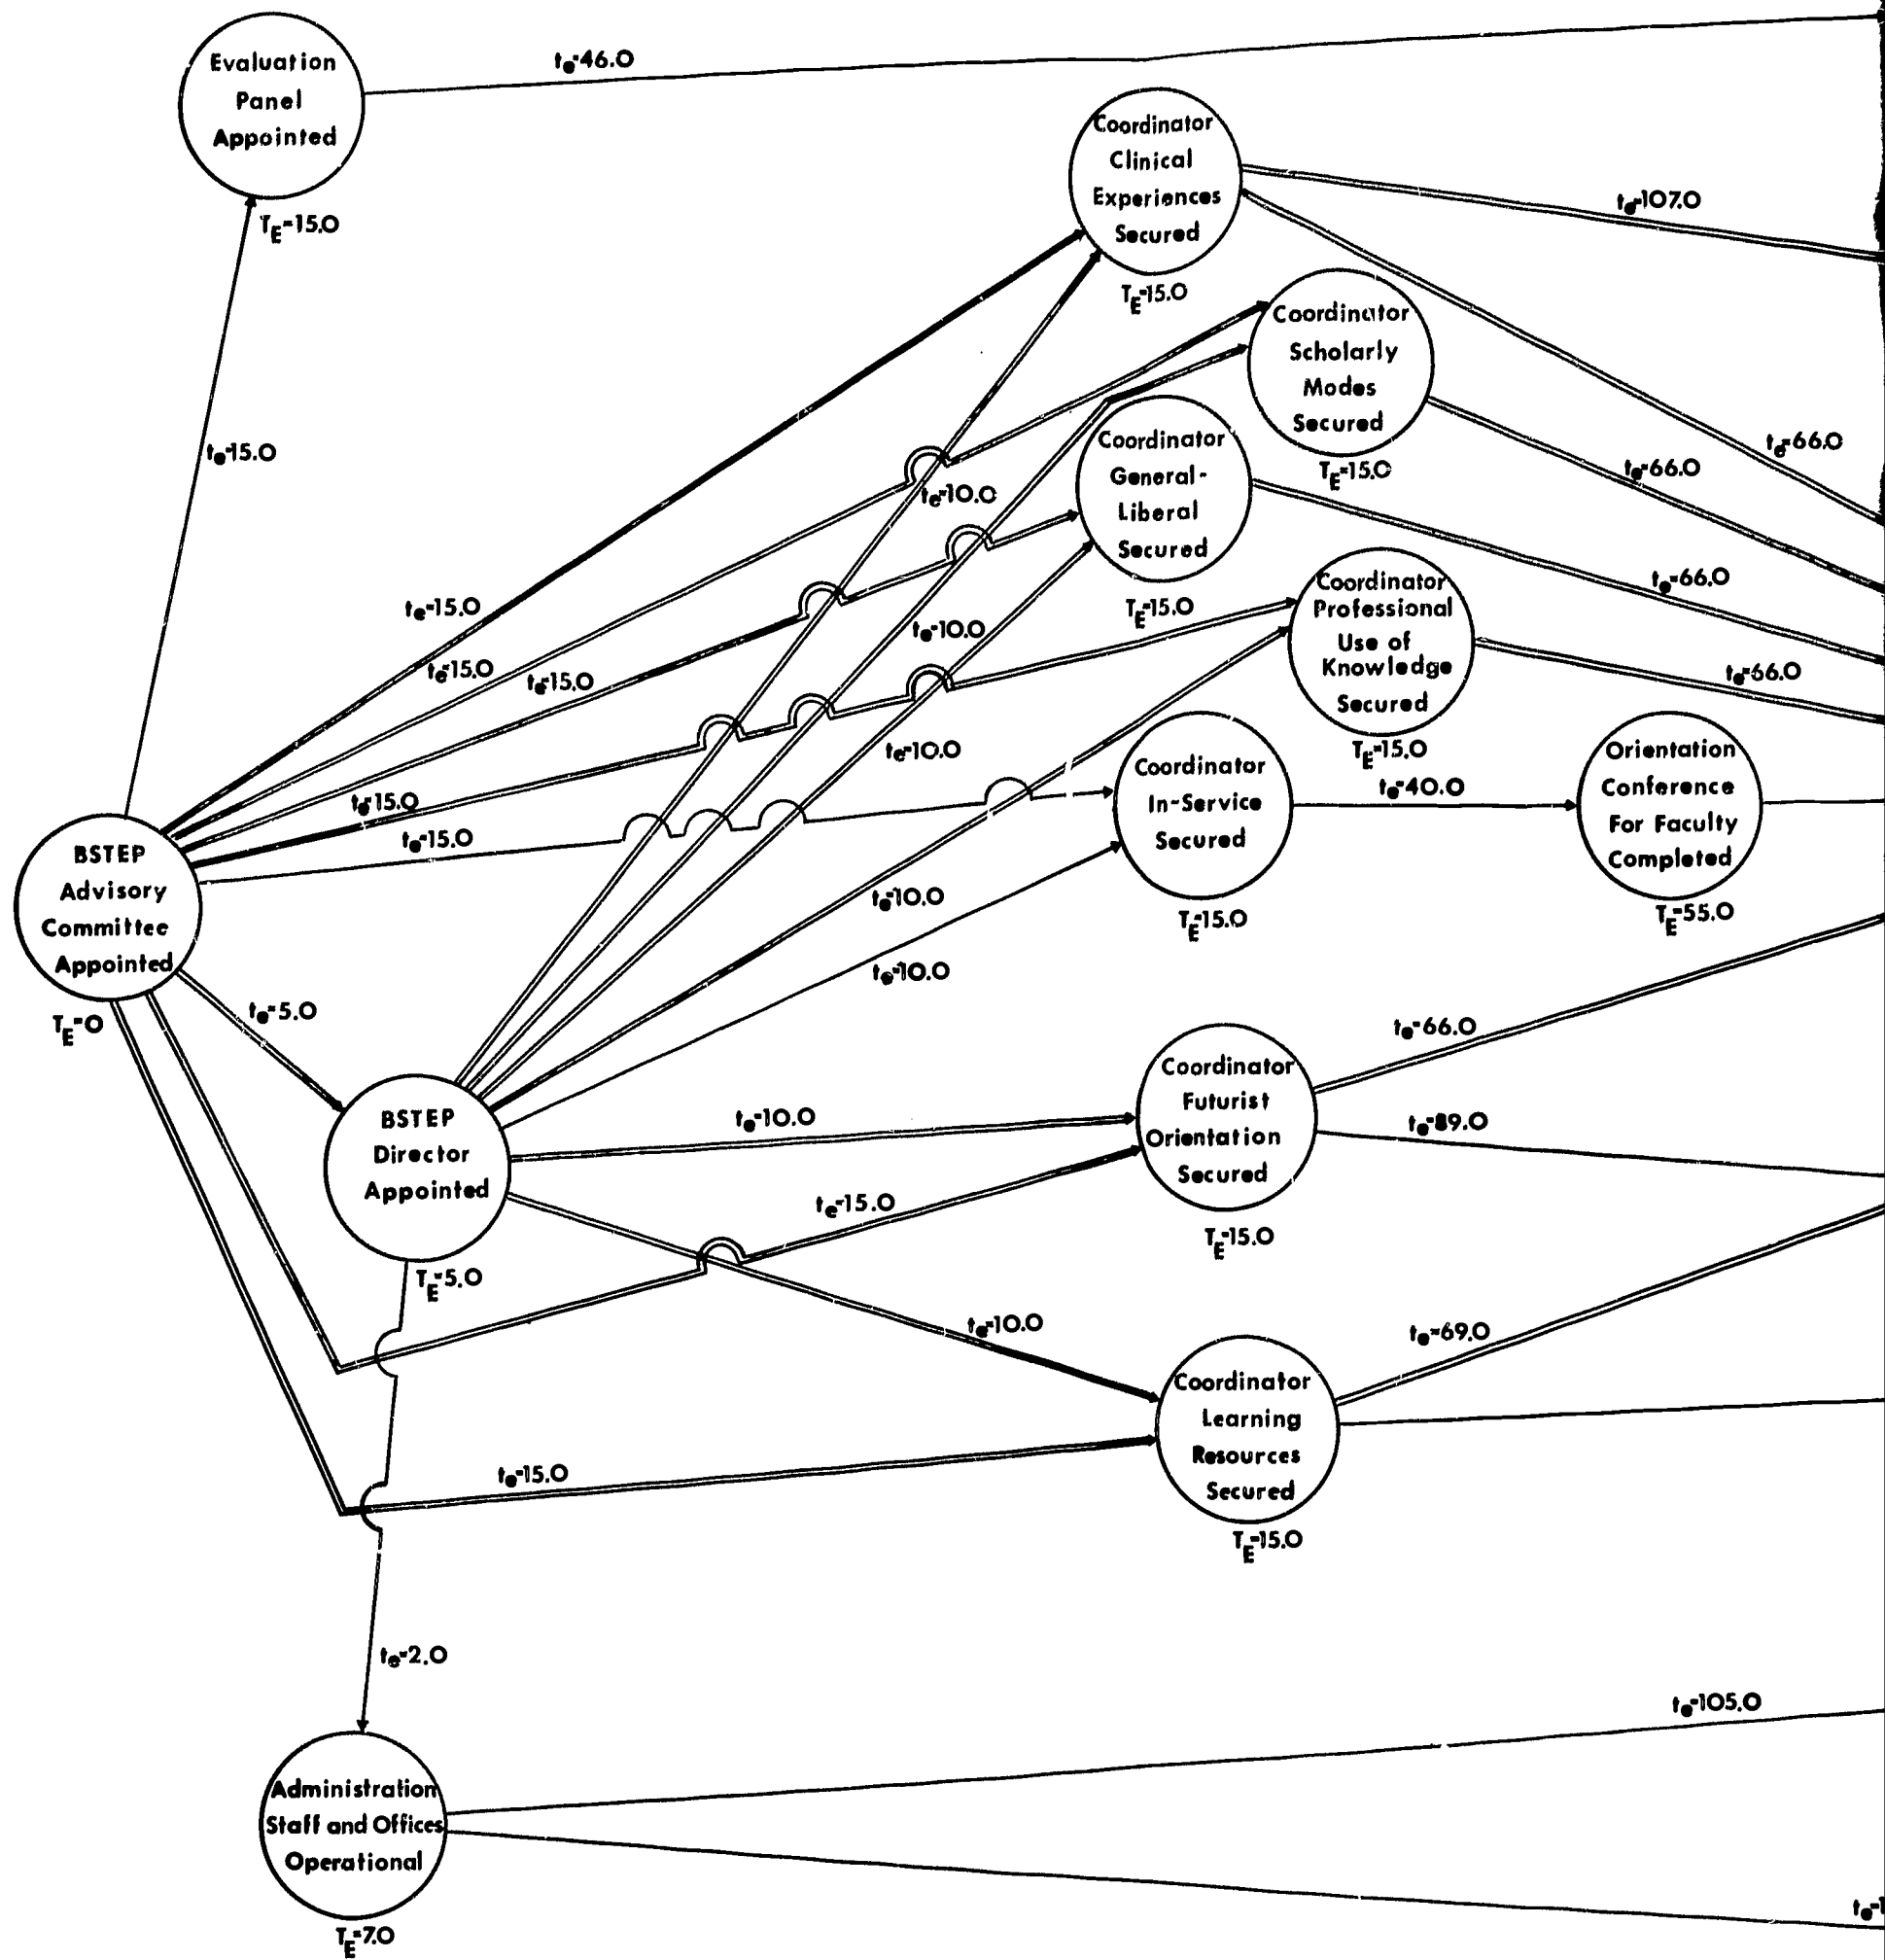 Evaluation
Panel
Appointed
T_E=15.0
t_e=46.0
t_e=15.0
Coordinator
Clinical
Experiences
Secured
T_E=15.0
t_e=107.0
t_e=66.0
Coordinator
Scholarly
Modes
Secured
T_E=15.0
t_e=66.0
Coordinator
General-
Liberal
Secured
T_E=15.0
t_e=66.0
Coordinator
Professional
Use of
Knowledge
Secured
T_E=15.0
t_e=66.0
t_e=10.0
t_e=10.0
t_e=10.0
t_e=10.0
t_e=10.0
t_e=15.0
t_e=15.0
t_e=15.0
t_e=15.0
t_e=15.0
Coordinator
In-Service
Secured
T_E=15.0
t_e=40.0
Orientation
Conference
For Faculty
Completed
T_E=55.0
BSTEP
Advisory
Committee
Appointed
T_E=0
t_e=5.0
BSTEP
Director
Appointed
T_E=5.0
t_e=10.0
t_e=15.0
Coordinator
Futurist
Orientation
Secured
T_E=15.0
t_e=66.0
t_e=89.0
t_e=10.0
t_e=15.0
Coordinator
Learning
Resources
Secured
T_E=15.0
t_e=69.0
t_e=2.0
Administration
Staff and Offices
Operational
T_E=7.0
t_e=105.0